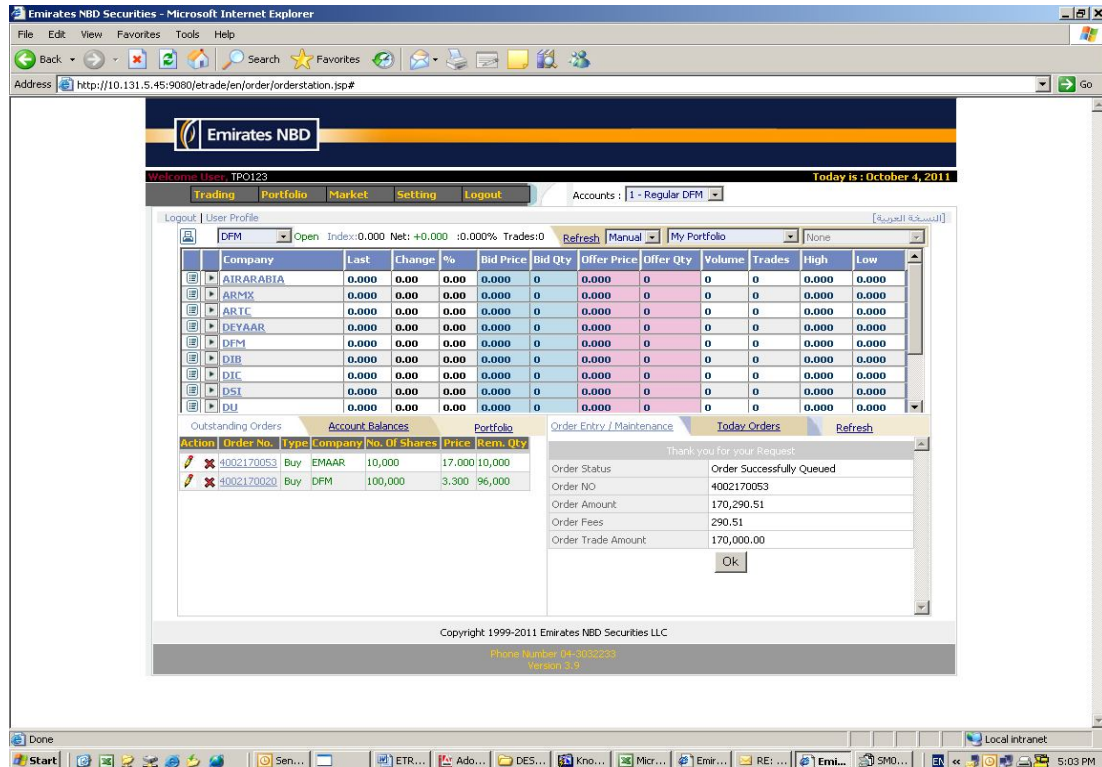 Emirates NBD Securities - Microsoft Internet Explorer
File Edit View Favorites Tools Help
Back Search Favorites
Address http://10.131.5.45:9080/etrade/en/order/orderstation.jsp# Go
Emirates NBD
Welcome User, TPO123 Today is : October 4, 2011
Trading Portfolio Market Setting Logout Accounts : 1 - Regular DFM
Logout | User Profile [النسخة العربية]
DFM Open Index:0.000 Net: +0.000 :0.000% Trades:0 Refresh Manual My Portfolio None
Company Last Change % Bid Price Bid Qty Offer Price Offer Qty Volume Trades High Low
AIRARABIA 0.000 0.00 0.00 0.000 0 0.000 0 0 0 0.000 0.000
ARMX 0.000 0.00 0.00 0.000 0 0.000 0 0 0 0.000 0.000
ARTC 0.000 0.00 0.00 0.000 0 0.000 0 0 0 0.000 0.000
DEYAAR 0.000 0.00 0.00 0.000 0 0.000 0 0 0 0.000 0.000
DFM 0.000 0.00 0.00 0.000 0 0.000 0 0 0 0.000 0.000
DIB 0.000 0.00 0.00 0.000 0 0.000 0 0 0 0.000 0.000
DIC 0.000 0.00 0.00 0.000 0 0.000 0 0 0 0.000 0.000
DSI 0.000 0.00 0.00 0.000 0 0.000 0 0 0 0.000 0.000
DU 0.000 0.00 0.00 0.000 0 0.000 0 0 0 0.000 0.000
Outstanding Orders Account Balances Portfolio
Action Order No. Type Company No. Of Shares Price Rem. Qty
4002170053 Buy EMAAR 10,000 17.000 10,000
4002170020 Buy DFM 100,000 3.300 96,000
Order Entry / Maintenance Today Orders Refresh
Thank you for your Request
Order Status Order Successfully Queued
Order NO 4002170053
Order Amount 170,290.51
Order Fees 290.51
Order Trade Amount 170,000.00
Ok
Copyright 1999-2011 Emirates NBD Securities LLC
Phone Number 04-3032233
Version 3.9
Done Local intranet
Start Sen... ETR... Ado... DES... Kno... Micr... Emir... RE: ... Emi... SMO... EN « 5:03 PM